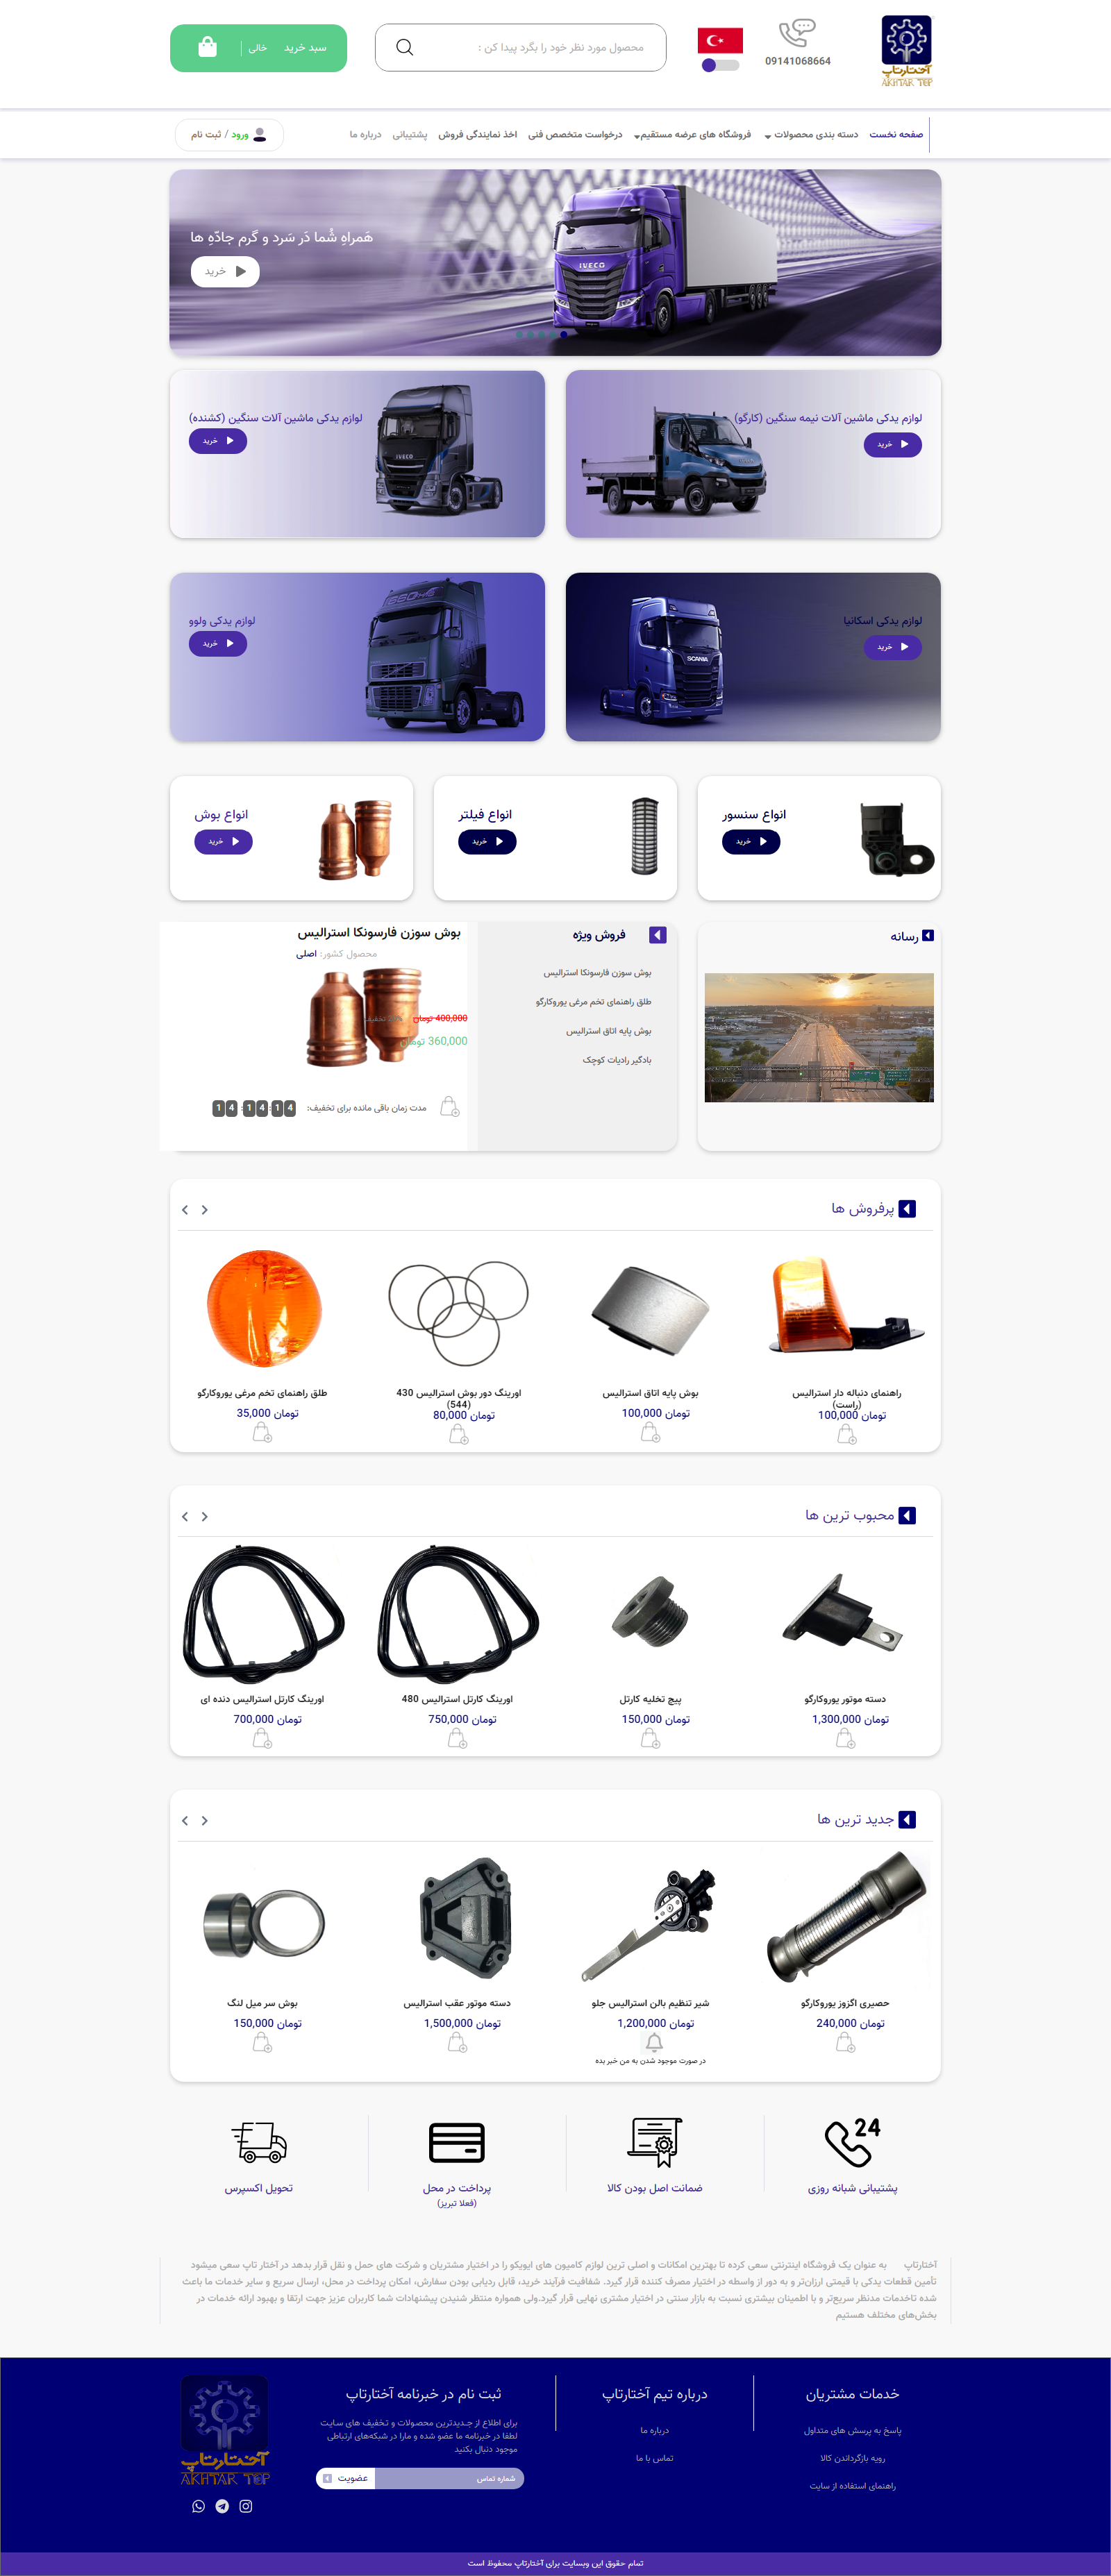 آختارتاپ
AKHTAR TAP
09141068664
محصول مورد نظر خود را بگرد پیدا کن :
سبد خرید
خالی
صفحه نخست
دسته بندی محصولات
فروشگاه های عرضه مستقیم
درخواست متخصص فنی
اخذ نمایندگی فروش
پشتیبانی
درباره ما
ورود / ثبت نام
هَمراهِ شُما دَر سَرد و گرم جادّهِ ها
خرید
IVECO
لوازم یدکی ماشین آلات نیمه سنگین (کارگو)
خرید
لوازم یدکی ماشین آلات سنگین (کشنده)
خرید
IVECO
لوازم یدکی اسکانیا
خرید
SCANIA
لوازم یدکی ولوو
خرید
انواع سنسور
خرید
انواع فیلتر
خرید
انواع بوش
خرید
رسانه
فروش ویژه
بوش سوزن فارسونکا استرالیس
طلق راهنمای تخم مرغی یوروکارگو
بوش پایه اتاق استرالیس
بادگیر رادیات کوچک
بوش سوزن فارسونکا استرالیس
محصول کشور: اصلی
400,000 تومان
تخفیف
360,000 تومان
مدت زمان باقی مانده برای تخفیف:
1 4 : 1 4 : 1 4
پرفروش ها
راهنمای دنباله دار استرالیس
(راست)
تومان 100,000
بوش پایه اتاق استرالیس
تومان 100,000
اورینگ دور بوش استرالیس 430
(544)
تومان 80,000
طلق راهنمای تخم مرغی یوروکارگو
تومان 35,000
محبوب ترین ها
دسته موتور یوروکارگو
تومان 1,300,000
پیچ تخلیه کارتل
تومان 150,000
اورینگ کارتل استرالیس 480
تومان 750,000
اورینگ کارتل استرالیس دنده ای
تومان 700,000
جدید ترین ها
حصیری اگزوز یوروکارگو
تومان 240,000
شیر تنظیم بالن استرالیس جلو
تومان 1,200,000
در صورت موجود شدن به من خبر بده
دسته موتور عقب استرالیس
تومان 1,500,000
بوش سر میل لنگ
تومان 150,000
24
پشتیبانی شبانه روزی
ضمانت اصل بودن کالا
پرداخت در محل
(فعلا تبریز)
تحویل اکسپرس
آختارتاپ به عنوان یک فروشگاه اینترنتی سعی کرده تا بهترین امکانات و اصلی ترین لوازم کامیون های ایویکو را در اختیار مشتریان و شرکت های حمل و نقل قرار بدهد در آختار تاپ سعی میشود
تأمین قطعات یدکی با قیمتی ارزان‌تر و به دور از واسطه در اختیار مصرف کننده قرار گیرد. شفافیت فرآیند خرید، قابل ردیابی بودن سفارش، امکان پرداخت در محل، ارسال سریع و سایر خدمات ما باعث
شده تاخدمات مدنظر سریع‌تر و با اطمینان بیشتری نسبت به بازار سنتی در اختیار مشتری نهایی قرار گیرد.ولی همواره منتظر شنیدن پیشنهادات شما کاربران عزیز جهت ارتقا و بهبود ارائه خدمات در
بخش‌های مختلف هستیم
خدمات مشتریان
پاسخ به پرسش های متداول
رویه بازگرداندن کالا
راهنمای استفاده از سایت
درباره تیم آختارتاپ
درباره ما
تماس با ما
ثبت نام در خبرنامه آختارتاپ
برای اطلاع از جـدیدترین محصـولات و تـخفیف های سـایت
لطفا در خبرنامه ما عضو شده و مارا در شبکه‌های ارتباطی
موجود دنبال بکنید
شماره تماس
عضویت
آختارتاپ
AKHTAR TAP
تمام حقوق این وبسایت برای آختارتاپ محفوظ است